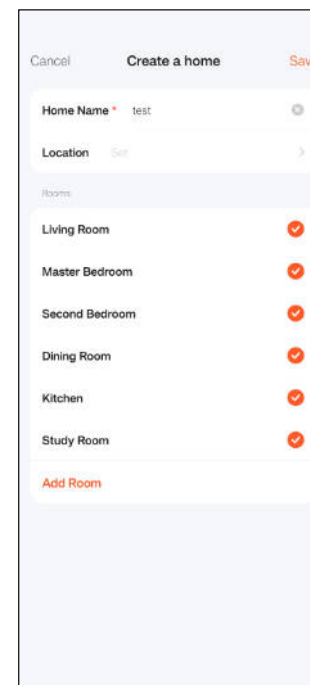 Cancel Create a home Sav
Home Name * test
Location Set
Rooms
Living Room
Master Bedroom
Second Bedroom
Dining Room
Kitchen
Study Room
Add Room